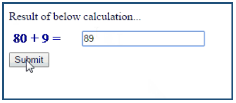 Result of below calculation...
80 + 9 = 89
Submit